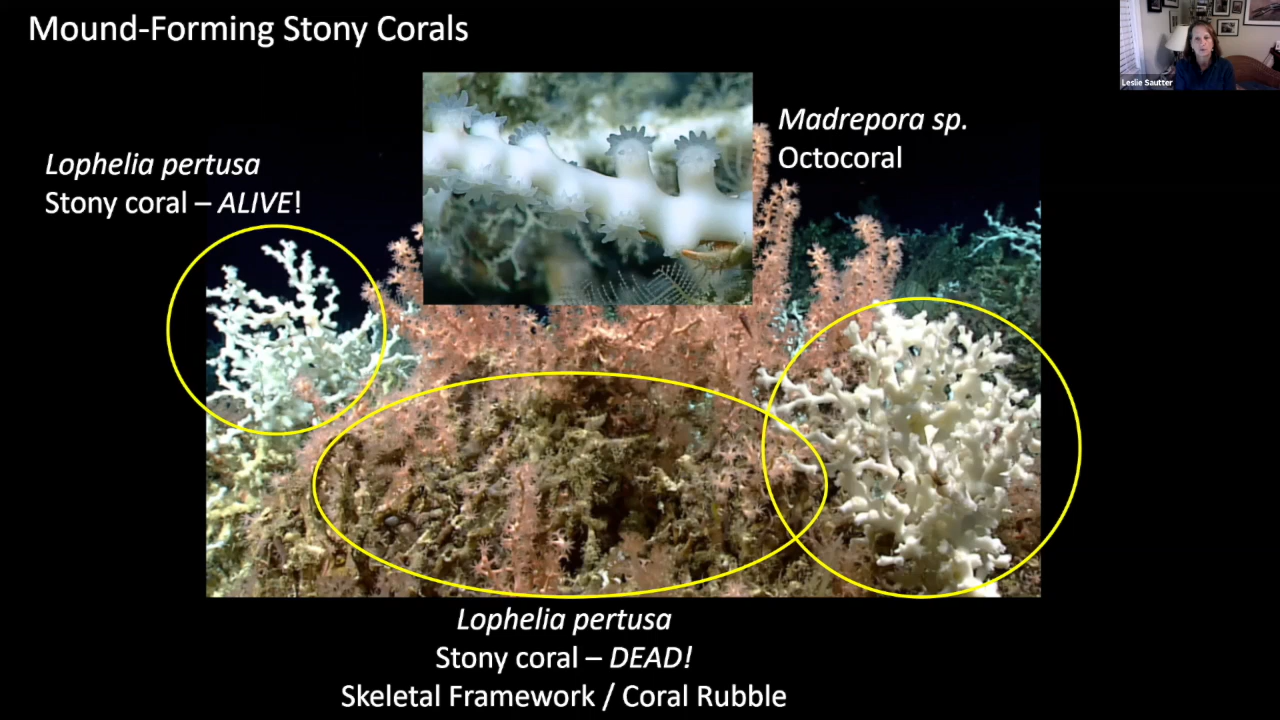 Mound-Forming Stony Corals
Leslie Sautter
Madrepora sp.
Octocoral
Lophelia pertusa
Stony coral – ALIVE!
Lophelia pertusa
Stony coral – DEAD!
Skeletal Framework / Coral Rubble